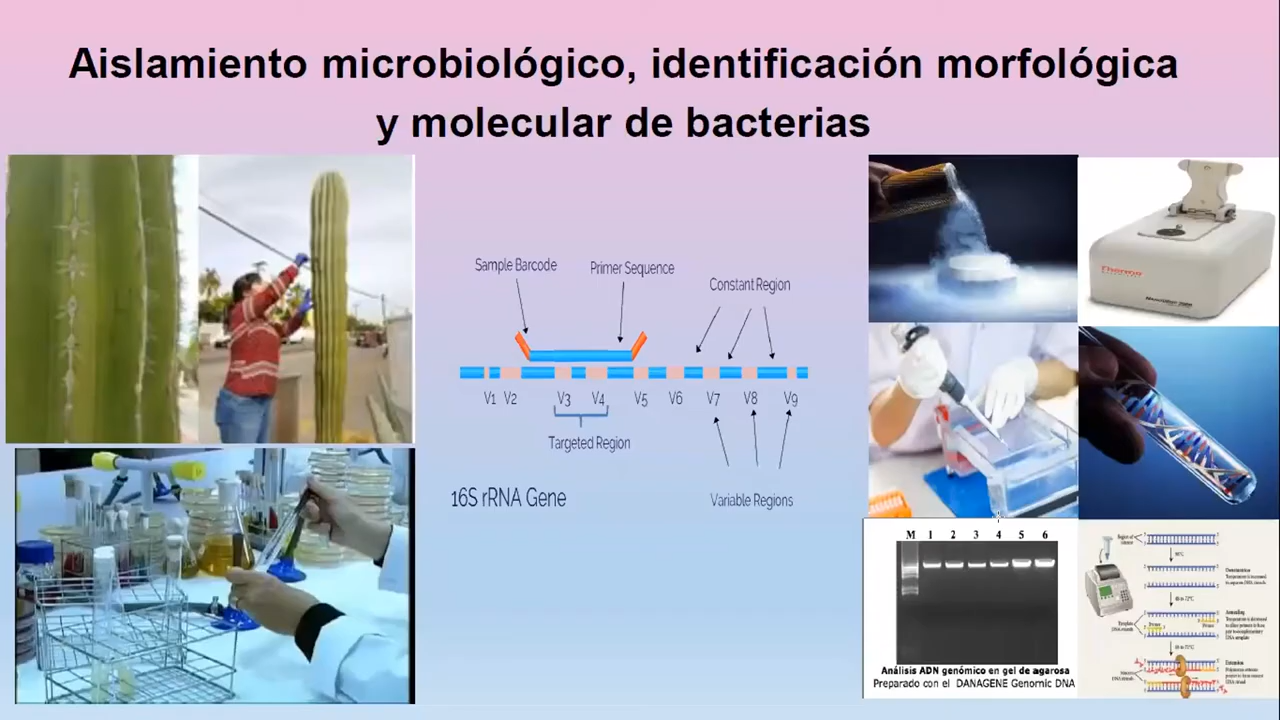 Aislamiento microbiológico, identificación morfológica
y molecular de bacterias
Sample Barcode
Primer Sequence
Constant Region
V1 V2 V3 V4 V5 V6 V7 V8 V9
Targeted Region
16S rRNA Gene
Variable Regions
Thermo
M 1 2 3 4 5 6
Análisis ADN genómico en gel de agarosa
Preparado con el DANAGENE Genomic DNA